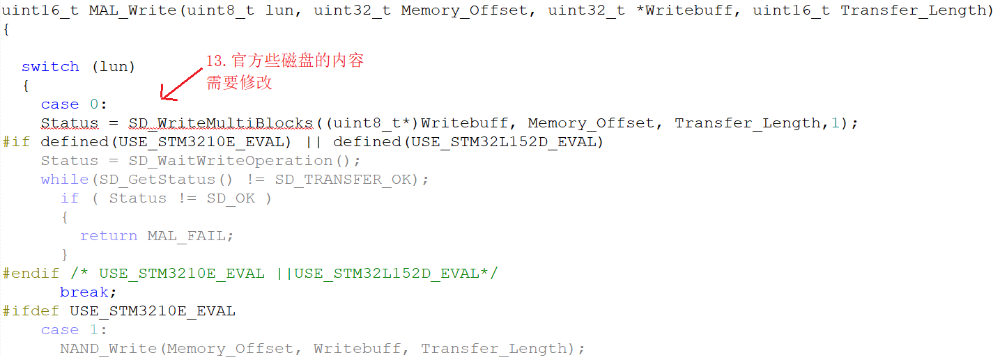 uint16_t MAL_Write(uint8_t lun, uint32_t Memory_Offset, uint32_t *Writebuff, uint16_t Transfer_Length)
{
switch (lun)
13.官方些磁盘的内容
需要修改
{
case 0:
Status = SD_WriteMultiBlocks((uint8_t*)Writebuff, Memory_Offset, Transfer_Length,1);
#if defined(USE_STM3210E_EVAL) || defined(USE_STM32L152D_EVAL)
Status = SD_WaitWriteOperation();
while(SD_GetStatus() != SD_TRANSFER_OK);
if ( Status != SD_OK )
{
return MAL_FAIL;
}
#endif /* USE_STM3210E_EVAL ||USE_STM32L152D_EVAL*/
break;
#ifdef USE_STM3210E_EVAL
case 1:
NAND_Write(Memory_Offset, Writebuff, Transfer_Length);